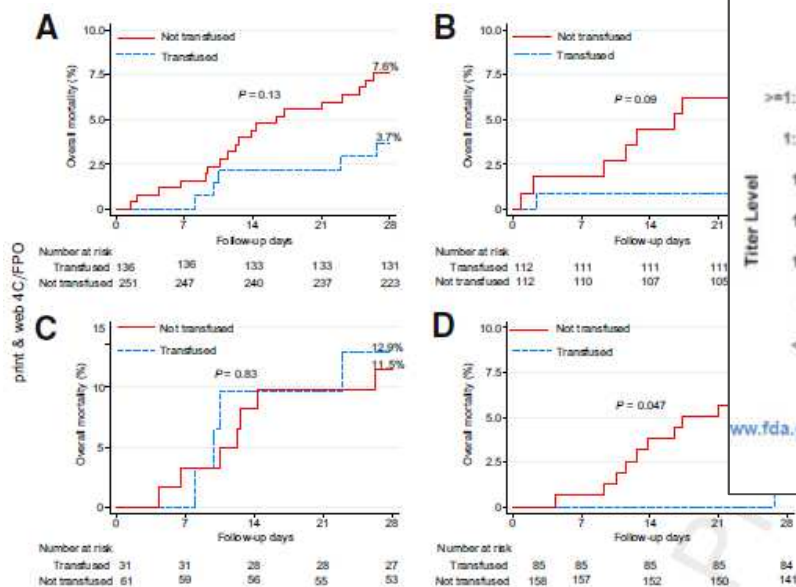 A
10.0
Not transfused
Transfused
7.5
7.6%
P = 0.13
5.0
3.7%
2.5
0
Overall mortality (%)
0 7 14 21 28
Follow-up days
Number at risk
Transfused 136 136 133 133 131
Not transfused 251 247 240 237 223
B
10.0
Not transfused
Transfused
7.5
P = 0.09
5.0
2.5
0
Overall mortality (%)
0 7 14 21
Follow-up days
Number at risk
Transfused 112 111 111 111
Not transfused 112 110 107 105
>=1:
1:
Titer Level
ww.fda.
print & web 4C/FPO
C
15
Not transfused
Transfused
12.9%
11.5%
P = 0.83
10
5
0
Overall mortality (%)
0 7 14 21 28
Follow-up days
Number at risk
Transfused 31 31 28 28 27
Not transfused 61 59 56 55 53
D
10.0
Not transfused
Transfused
7.5
P = 0.047
5.0
2.5
0
Overall mortality (%)
0 7 14 21 28
Follow-up days
Number at risk
Transfused 85 85 85 85 84
Not transfused 158 157 152 150 141